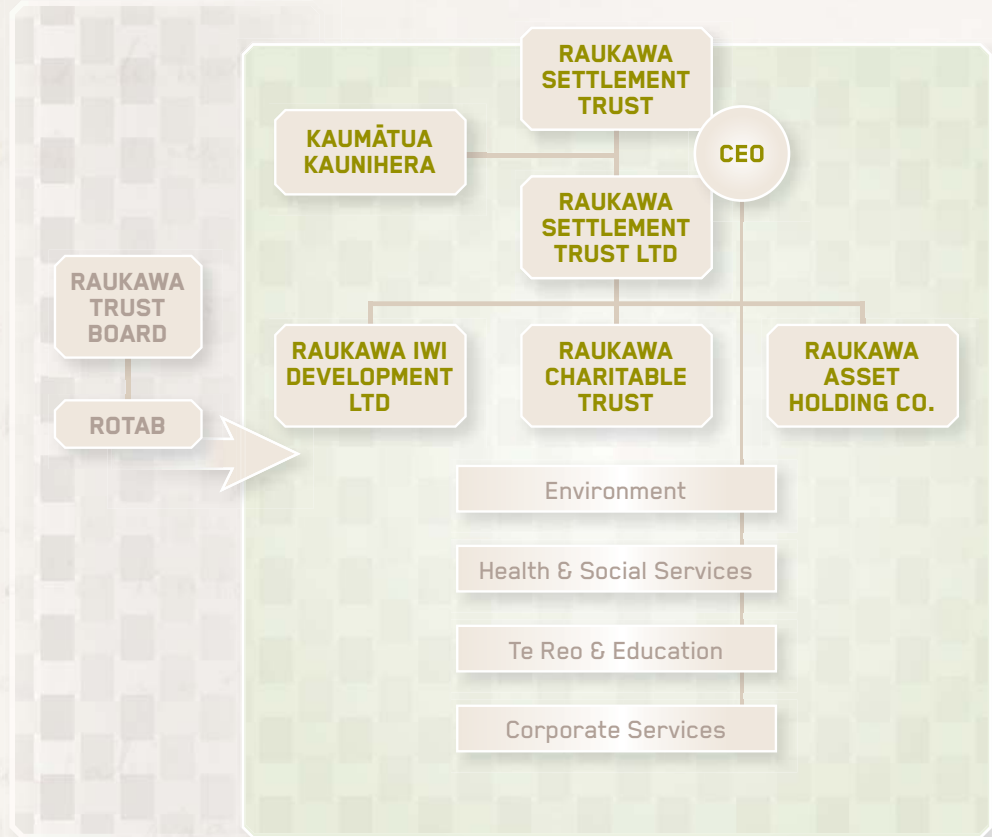 RAUKAWA
SETTLEMENT
TRUST
KAUMĀTUA
KAUNIHERA
CEO
RAUKAWA
SETTLEMENT
TRUST LTD
RAUKAWA
TRUST
BOARD
ROTAB
RAUKAWA IWI
DEVELOPMENT
LTD
RAUKAWA
CHARITABLE
TRUST
RAUKAWA
ASSET
HOLDING CO.
Environment
Health & Social Services
Te Reo & Education
Corporate Services